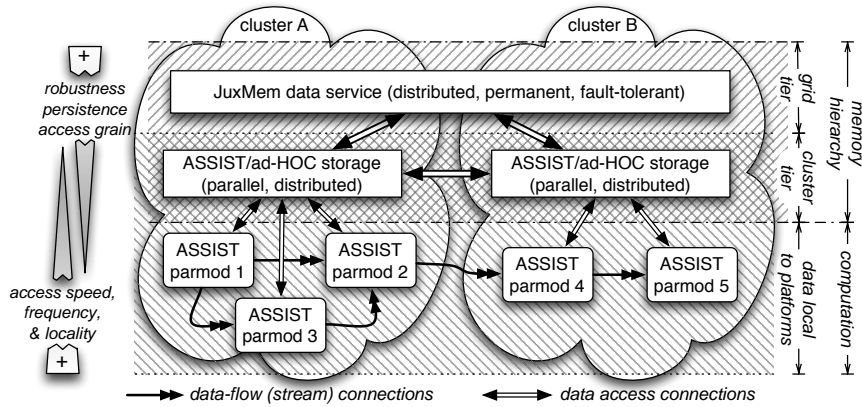 cluster A
cluster B
+
robustness
persistence
access grain
JuxMem data service (distributed, permanent, fault-tolerant)
grid
tier
memory
hierarchy
ASSIST/ad-HOC storage
(parallel, distributed)
ASSIST/ad-HOC storage
(parallel, distributed)
cluster
tier
ASSIST
parmod 1
ASSIST
parmod 2
ASSIST
parmod 3
ASSIST
parmod 4
ASSIST
parmod 5
data local
to platforms
computation
access speed,
frequency,
& locality
+
data-flow (stream) connections
data access connections